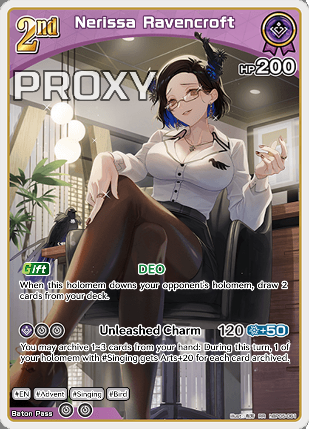 2nd
Nerissa Ravencroft
PROXY
HP200
Gift
DEO
When this holomem downs your opponent's holomem, draw 2
cards from your deck.
Unleashed Charm 120 +50
You may archive 1~3 cards from your hand: During this turn, 1 of
your holomem with #Singing gets Arts+20 for each card archived.
#EN #Advent #Singing #Bird
Baton Pass
RR